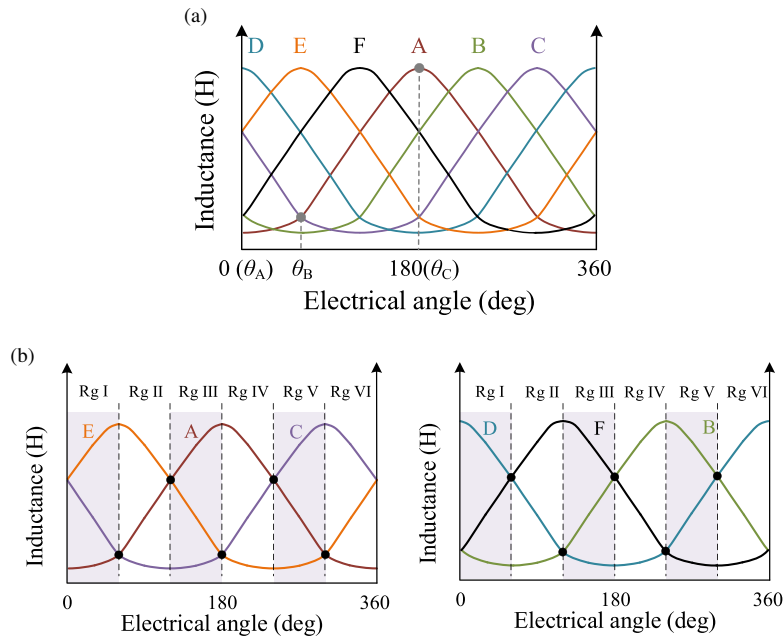 (a)
D E F A B C
Inductance (H)
0 (θA) θB 180(θC) 360
Electrical angle (deg)
(b)
Rg I Rg II Rg III Rg IV Rg V Rg VI
E A C
Inductance (H)
0 180 360
Electrical angle (deg)
Rg I Rg II Rg III Rg IV Rg V Rg VI
D F B
Inductance (H)
0 180 360
Electrical angle (deg)